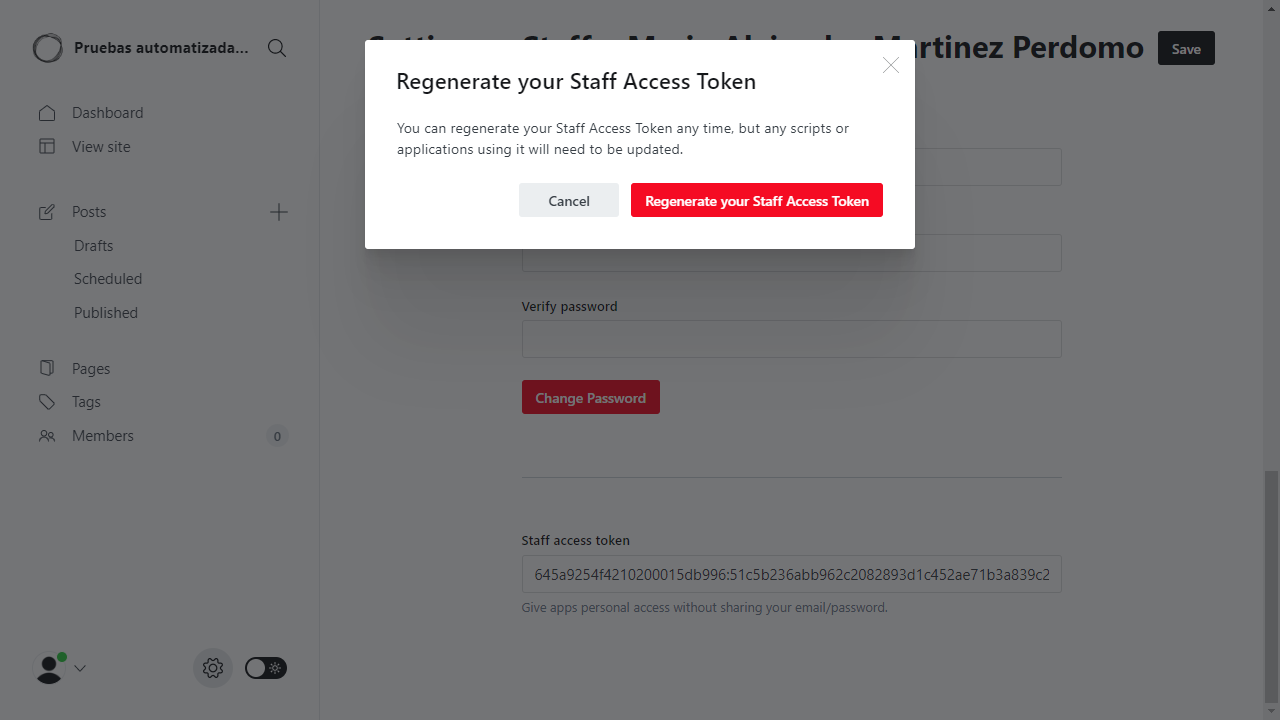 Pruebas automatizada...
Dashboard
View site
Posts
Drafts
Scheduled
Published
Pages
Tags
Members
0
Martinez Perdomo
Save
Regenerate your Staff Access Token
You can regenerate your Staff Access Token any time, but any scripts or
applications using it will need to be updated.
Cancel
Regenerate your Staff Access Token
Verify password
Change Password
Staff access token
645a9254f4210200015db996:51c5b236abb962c2082893d1c452ae71b3a839c2
Give apps personal access without sharing your email/password.